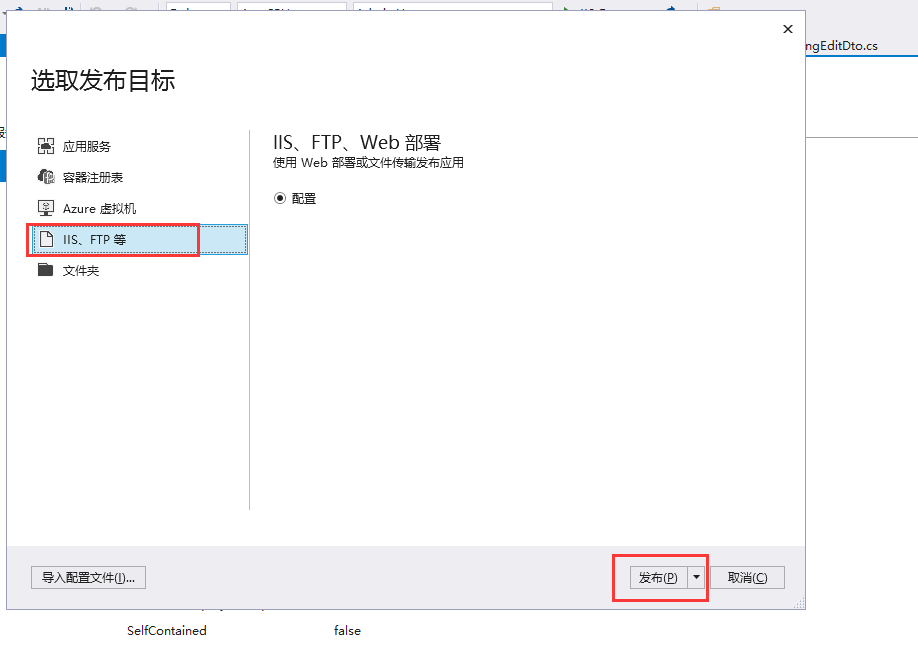 ngEditDto.cs
选取发布目标
应用服务
容器注册表
Azure 虚拟机
IIS、FTP 等
文件夹
IIS、FTP、Web 部署
使用 Web 部署或文件传输发布应用
配置
导入配置文件(I)...
发布(P)
取消(C)
SelfContained false